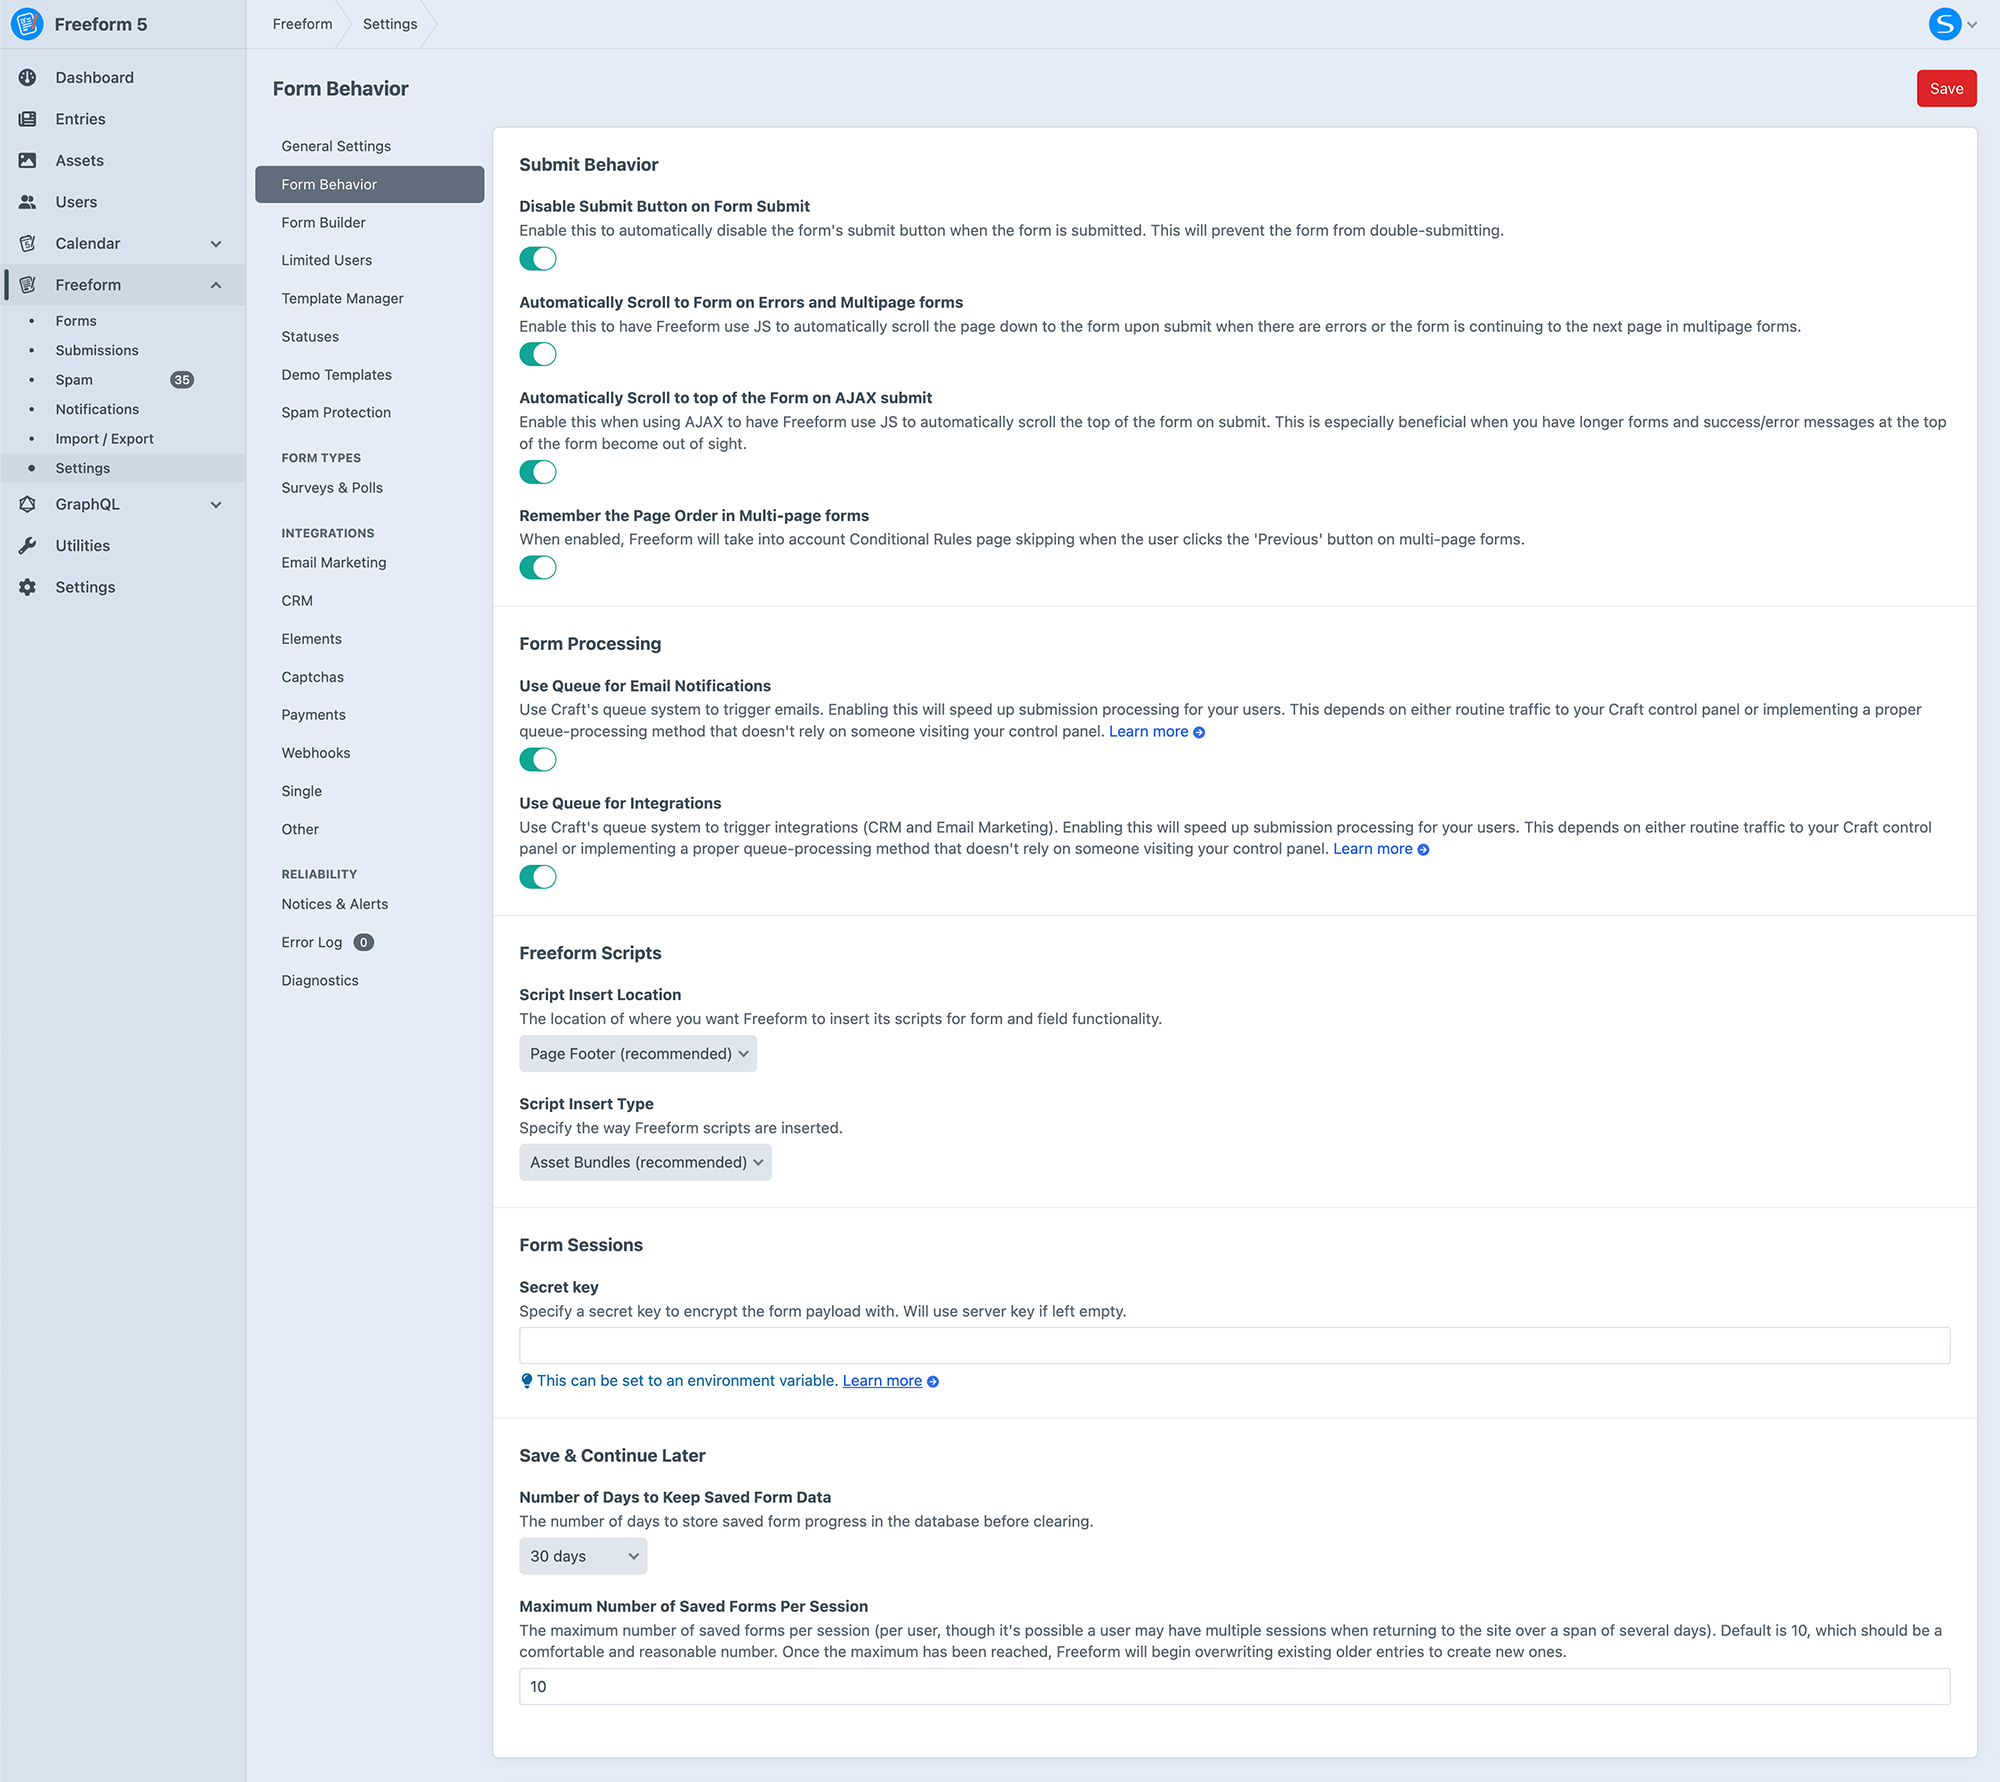 Freeform 5
Freeform
Settings
S
Dashboard
Entries
Assets
Users
Calendar
Freeform
Forms
Submissions
Spam 35
Notifications
Import / Export
Settings
GraphQL
Utilities
Settings
Form Behavior
Save
General Settings
Form Behavior
Form Builder
Limited Users
Template Manager
Statuses
Demo Templates
Spam Protection
FORM TYPES
Surveys & Polls
INTEGRATIONS
Email Marketing
CRM
Elements
Captchas
Payments
Webhooks
Single
Other
RELIABILITY
Notices & Alerts
Error Log 0
Diagnostics
Submit Behavior
Disable Submit Button on Form Submit
Enable this to automatically disable the form's submit button when the form is submitted. This will prevent the form from double-submitting.
Automatically Scroll to Form on Errors and Multipage forms
Enable this to have Freeform use JS to automatically scroll the page down to the form upon submit when there are errors or the form is continuing to the next page in multipage forms.
Automatically Scroll to top of the Form on AJAX submit
Enable this when using AJAX to have Freeform use JS to automatically scroll the top of the form on submit. This is especially beneficial when you have longer forms and success/error messages at the top
of the form become out of sight.
Remember the Page Order in Multi-page forms
When enabled, Freeform will take into account Conditional Rules page skipping when the user clicks the 'Previous' button on multi-page forms.
Form Processing
Use Queue for Email Notifications
Use Craft's queue system to trigger emails. Enabling this will speed up submission processing for your users. This depends on either routine traffic to your Craft control panel or implementing a proper
queue-processing method that doesn't rely on someone visiting your control panel. Learn more
Use Queue for Integrations
Use Craft's queue system to trigger integrations (CRM and Email Marketing). Enabling this will speed up submission processing for your users. This depends on either routine traffic to your Craft control
panel or implementing a proper queue-processing method that doesn't rely on someone visiting your control panel. Learn more
Freeform Scripts
Script Insert Location
The location of where you want Freeform to insert its scripts for form and field functionality.
Page Footer (recommended)
Script Insert Type
Specify the way Freeform scripts are inserted.
Asset Bundles (recommended)
Form Sessions
Secret key
Specify a secret key to encrypt the form payload with. Will use server key if left empty.
This can be set to an environment variable. Learn more
Save & Continue Later
Number of Days to Keep Saved Form Data
The number of days to store saved form progress in the database before clearing.
30 days
Maximum Number of Saved Forms Per Session
The maximum number of saved forms per session (per user, though it's possible a user may have multiple sessions when returning to the site over a span of several days). Default is 10, which should be a
comfortable and reasonable number. Once the maximum has been reached, Freeform will begin overwriting existing older entries to create new ones.
10